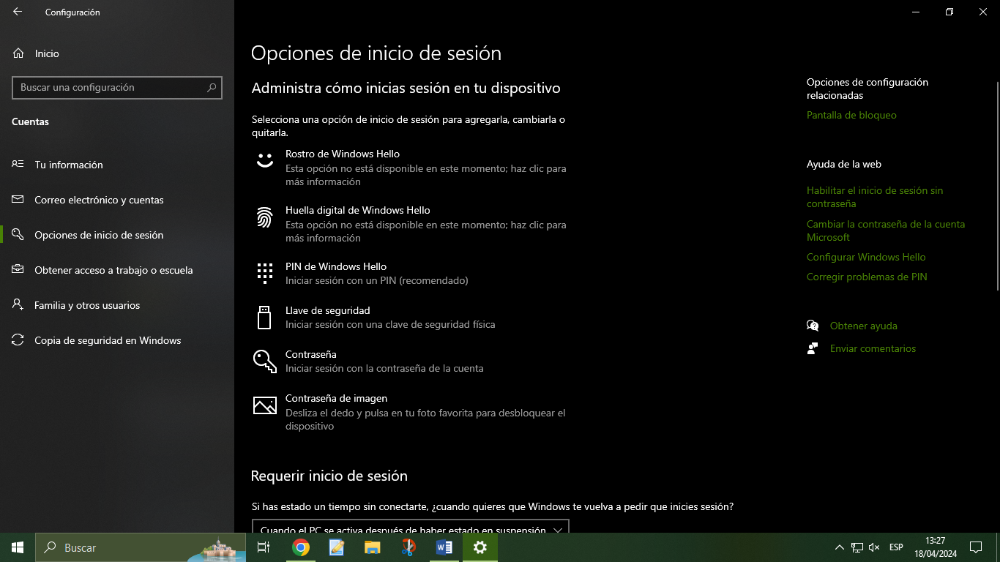 Configuración
Inicio
Buscar una configuración
Cuentas
Tu información
Correo electrónico y cuentas
Opciones de inicio de sesión
Obtener acceso a trabajo o escuela
Familia y otros usuarios
Copia de seguridad en Windows
Opciones de inicio de sesión
Administra cómo inicias sesión en tu dispositivo
Selecciona una opción de inicio de sesión para agregarla, cambiarla o
quitarla.
Rostro de Windows Hello
Esta opción no está disponible en este momento; haz clic para
más información
Huella digital de Windows Hello
Esta opción no está disponible en este momento; haz clic para
más información
PIN de Windows Hello
Iniciar sesión con un PIN (recomendado)
Llave de seguridad
Iniciar sesión con una clave de seguridad física
Contraseña
Iniciar sesión con la contraseña de la cuenta
Contraseña de imagen
Desliza el dedo y pulsa en tu foto favorita para desbloquear el
dispositivo
Requerir inicio de sesión
Si has estado un tiempo sin conectarte, ¿cuando quieres que Windows te vuelva a pedir que inicies sesión?
Cuando el PC se activa después de haber estado en suspensión
Opciones de configuración
relacionadas
Pantalla de bloqueo
Ayuda de la web
Habilitar el inicio de sesión sin
contraseña
Cambiar la contraseña de la cuenta
Microsoft
Configurar Windows Hello
Corregir problemas de PIN
Obtener ayuda
Enviar comentarios
Buscar
ESP
13:27
18/04/2024